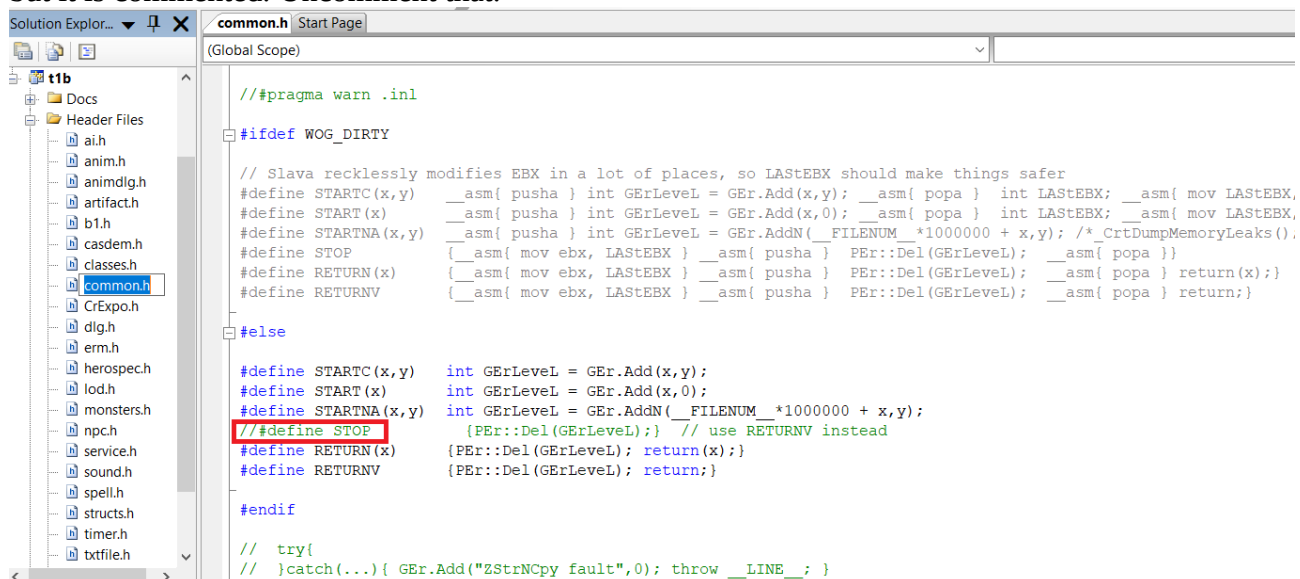 but it is commented. Uncomment that.
Solution Explor...
common.h Start Page
(Global Scope)
t1b
Docs
Header Files
ai.h
anim.h
animdlg.h
artifact.h
b1.h
casdem.h
classes.h
common.h
CrExpo.h
dlg.h
erm.h
herospec.h
lod.h
monsters.h
npc.h
service.h
sound.h
spell.h
structs.h
timer.h
txtfile.h
//#pragma warn .inl
#ifdef WOG_DIRTY
// Slava recklessly modifies EBX in a lot of places, so LAStEBX should make things safer
#define STARTC(x,y) __asm{ pusha } int GErLeveL = GEr.Add(x,y); __asm{ popa } int LAStEBX; __asm{ mov LAStEBX,
#define START(x) __asm{ pusha } int GErLeveL = GEr.Add(x,0); __asm{ popa } int LAStEBX; __asm{ mov LAStEBX,
#define STARTNA(x,y) __asm{ pusha } int GErLeveL = GEr.AddN(__FILENUM__*1000000 + x,y); /*_CrtDumpMemoryLeaks();
#define STOP {__asm{ mov ebx, LAStEBX } __asm{ pusha } PEr::Del(GErLeveL); __asm{ popa }}
#define RETURN(x) {__asm{ mov ebx, LAStEBX } __asm{ pusha } PEr::Del(GErLeveL); __asm{ popa } return(x);}
#define RETURNV {__asm{ mov ebx, LAStEBX } __asm{ pusha } PEr::Del(GErLeveL); __asm{ popa } return;}
#else
#define STARTC(x,y) int GErLeveL = GEr.Add(x,y);
#define START(x) int GErLeveL = GEr.Add(x,0);
#define STARTNA(x,y) int GErLeveL = GEr.AddN(__FILENUM__*1000000 + x,y);
//#define STOP {PEr::Del(GErLeveL);} // use RETURNV instead
#define RETURN(x) {PEr::Del(GErLeveL); return(x);}
#define RETURNV {PEr::Del(GErLeveL); return;}
#endif
// try{
// }catch(...){ GEr.Add("ZStrNCpy fault",0); throw __LINE__; }